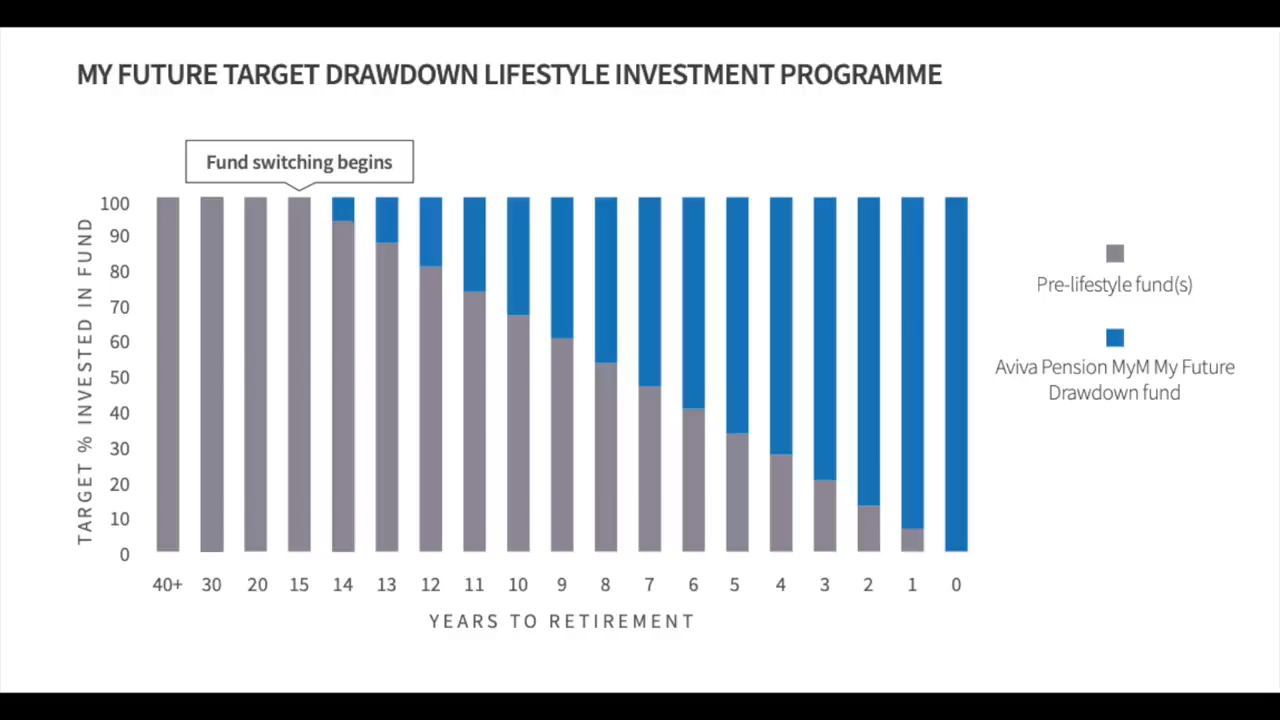 MY FUTURE TARGET DRAWDOWN LIFESTYLE INVESTMENT PROGRAMME
Fund switching begins
TARGET % INVESTED IN FUND
100
90
80
70
60
50
40
30
20
10
0
40+ 30 20 15 14 13 12 11 10 9 8 7 6 5 4 3 2 1 0
YEARS TO RETIREMENT
Pre-lifestyle fund(s)
Aviva Pension MyM My Future
Drawdown fund